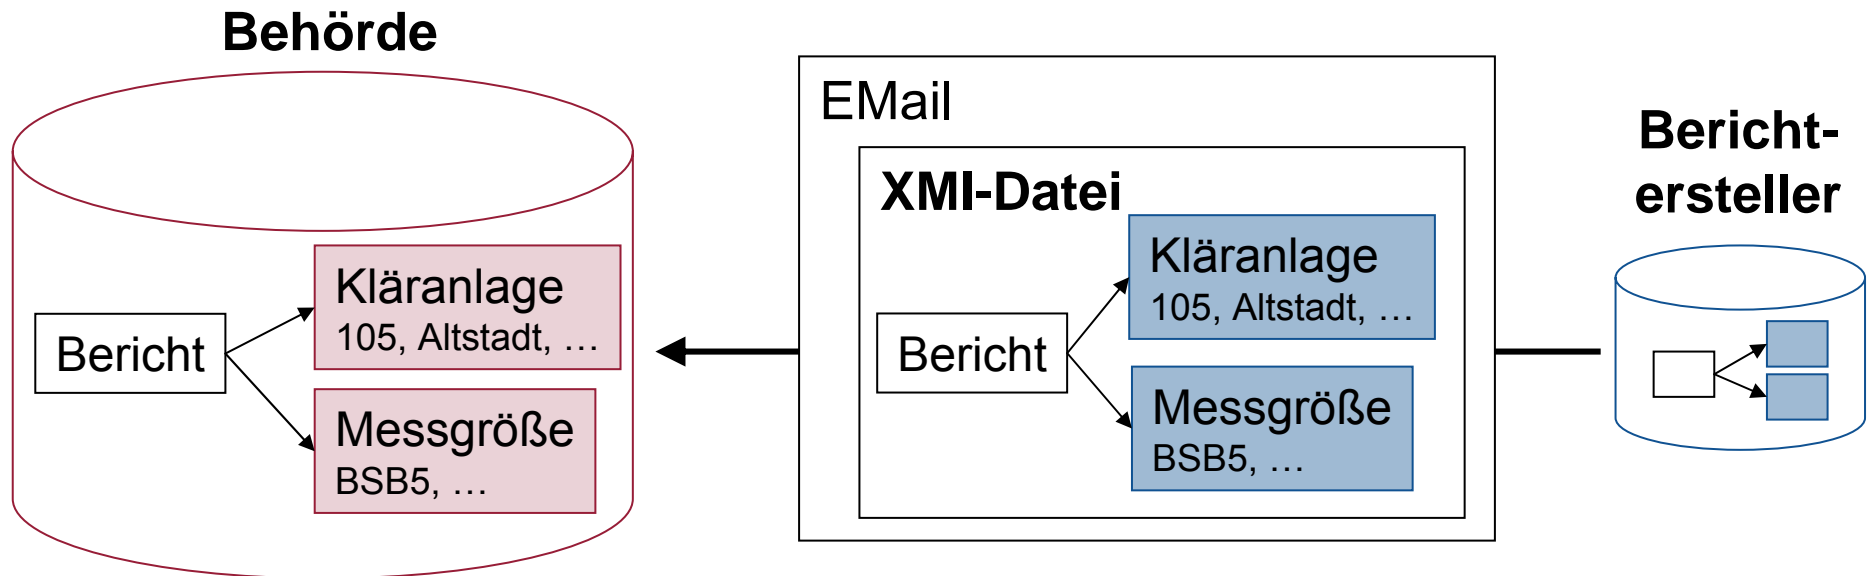 Behörde
Bericht
Kläranlage
105, Altstadt, …
Messgröße
BSB5, …
EMail
XMI-Datei
Bericht
Kläranlage
105, Altstadt, …
Messgröße
BSB5, …
Bericht-
ersteller